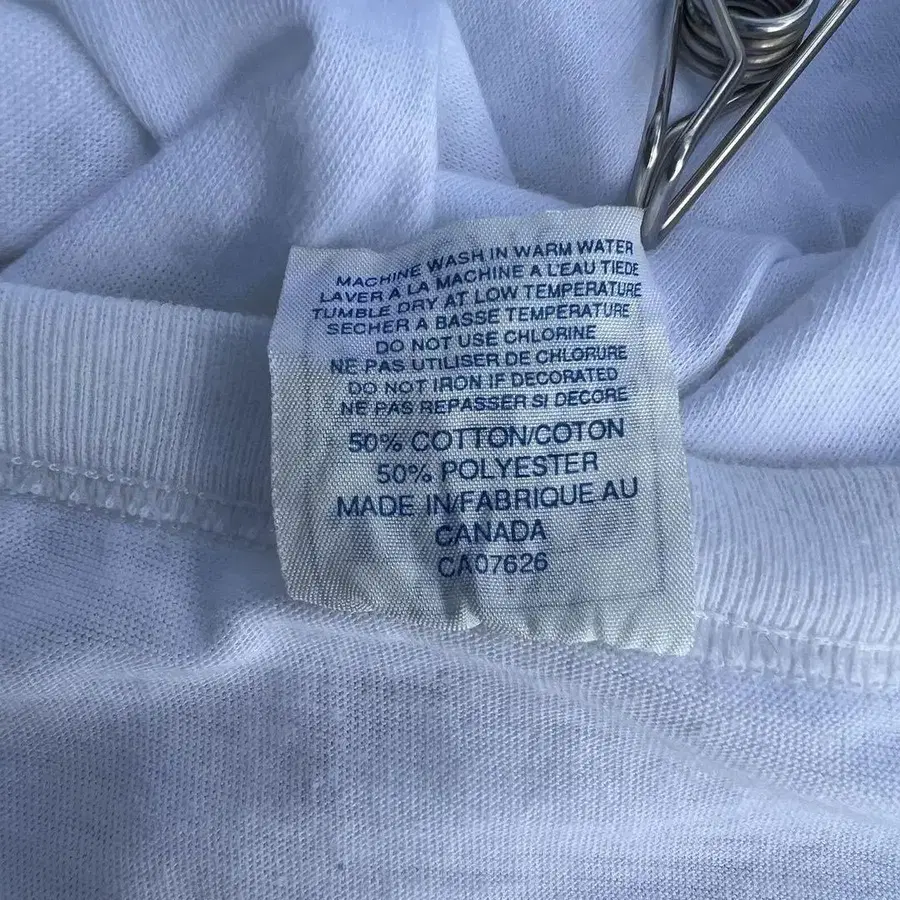 MACHINE WASH IN WARM WATER
LAVER A LA MACHINE A L'EAU TIEDE
TUMBLE DRY AT LOW TEMPERATURE
SECHER A BASSE TEMPERATURE
DO NOT USE CHLORINE
NE PAS UTILISER DE CHLORURE
DO NOT IRON IF DECORATED
NE PAS REPASSER SI DECORE
50% COTTON/COTON
50% POLYESTER
MADE IN/FABRIQUE AU
CANADA
CA07626